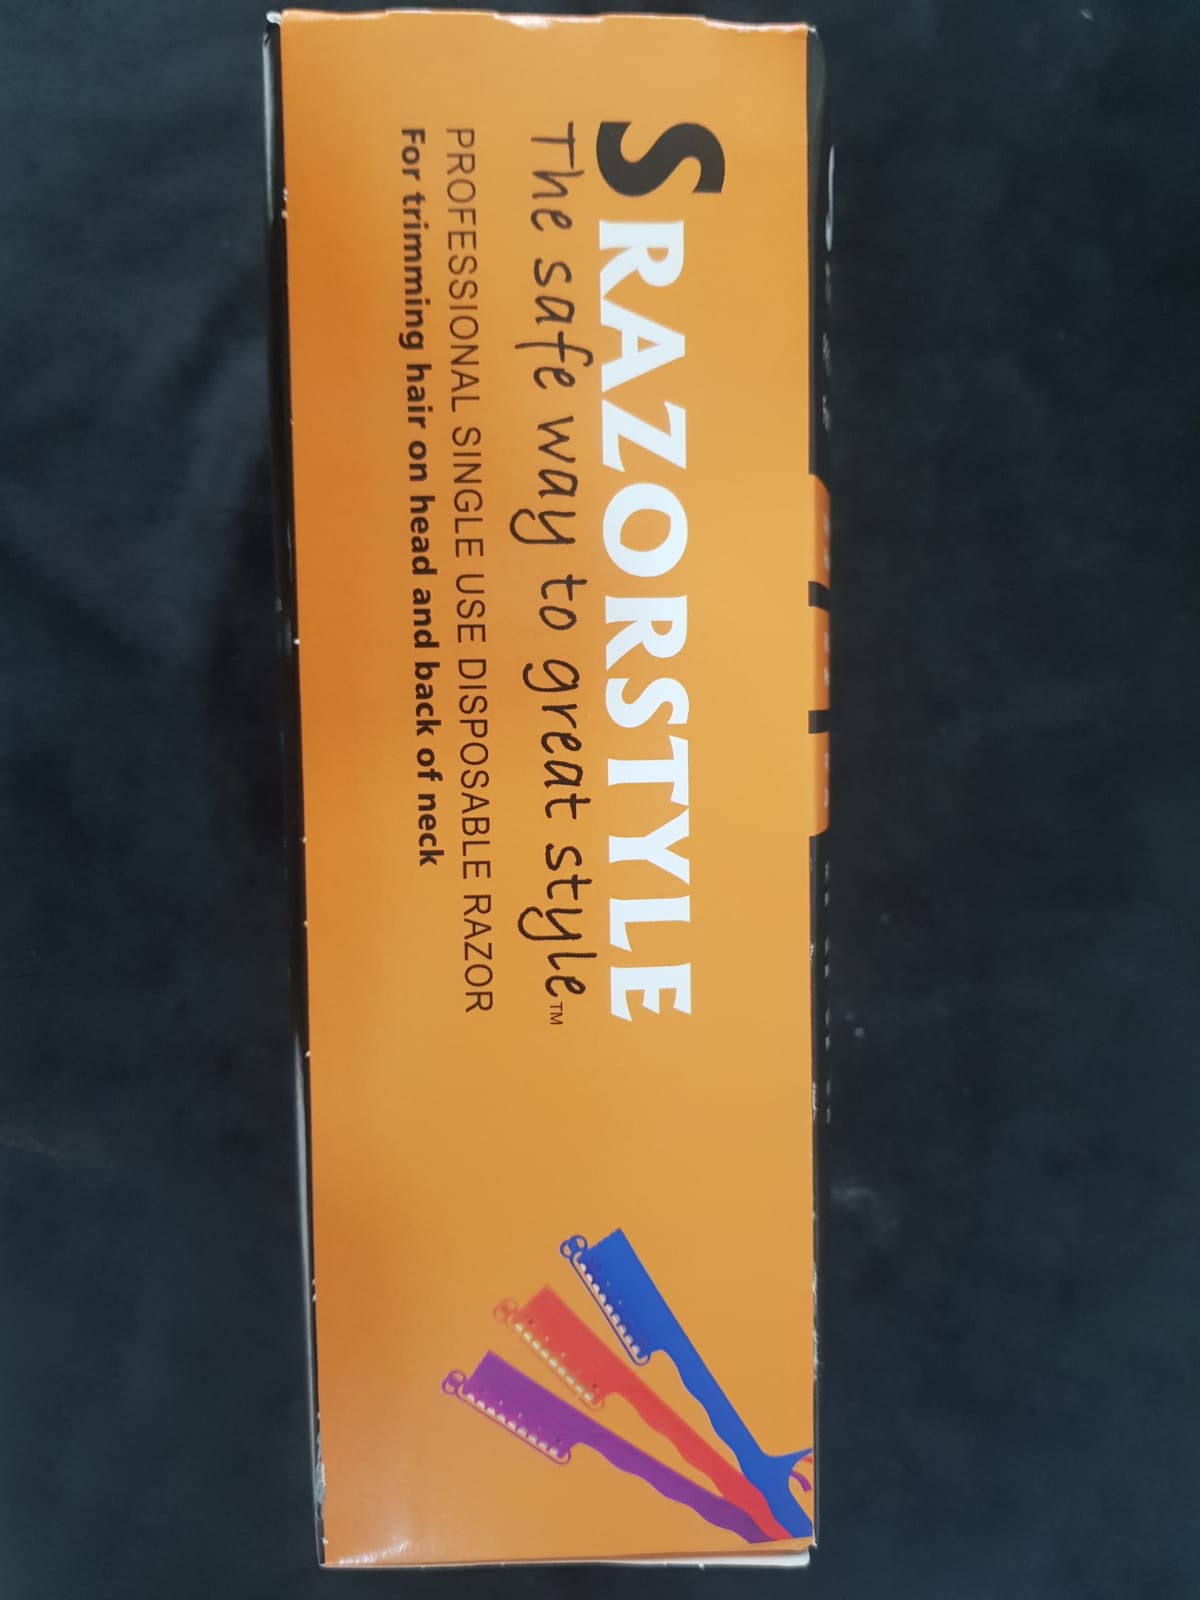 S RAZORSTYLE
The safe way to great style™
PROFESSIONAL SINGLE USE DISPOSABLE RAZOR
For trimming hair on head and back of neck